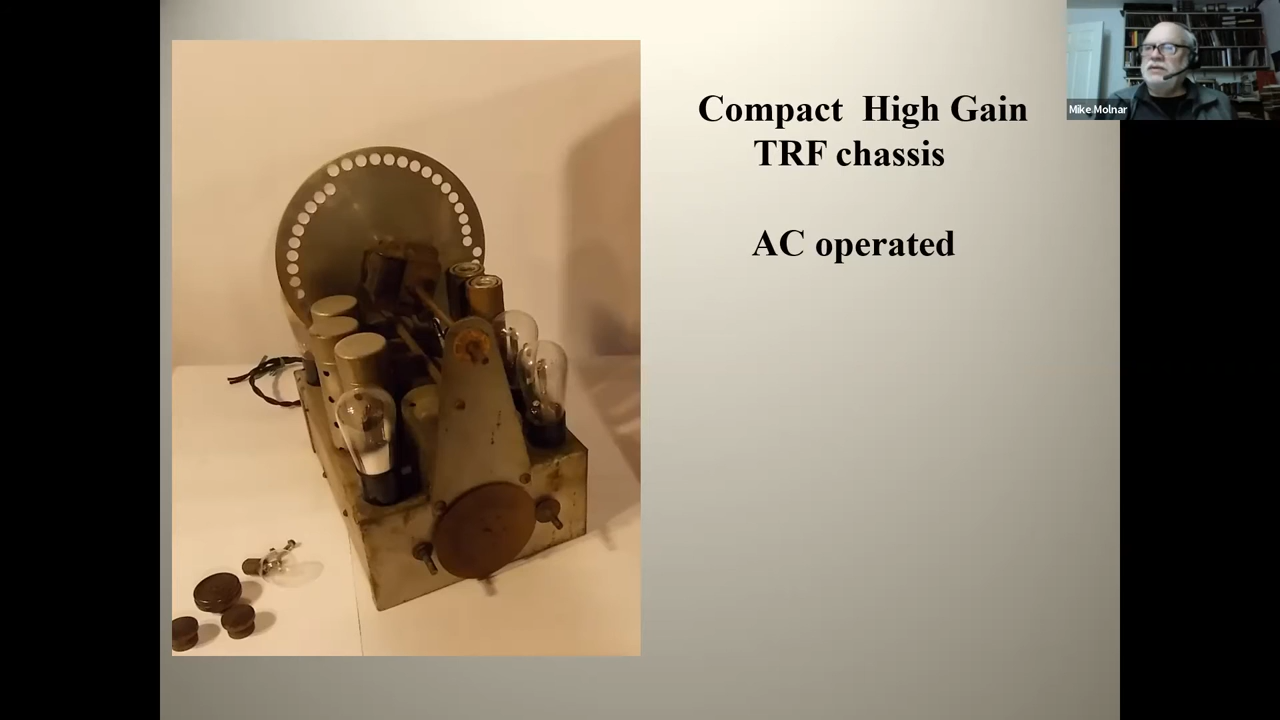 Compact  High Gain
TRF chassis
AC operated
Mike Molnar